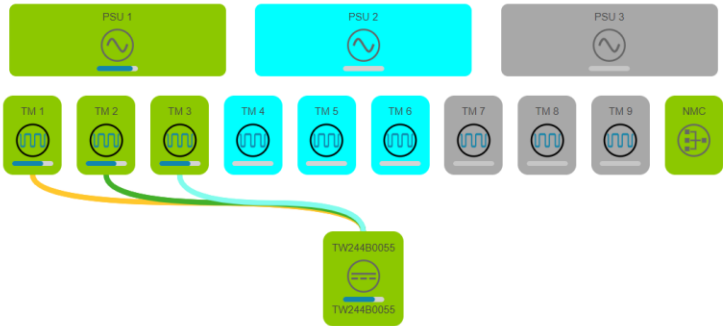 PSU 1 PSU 2 PSU 3
TM 1 TM 2 TM 3 TM 4 TM 5 TM 6 TM 7 TM 8 TM 9 NMC
TW244B0055
TW244B0055